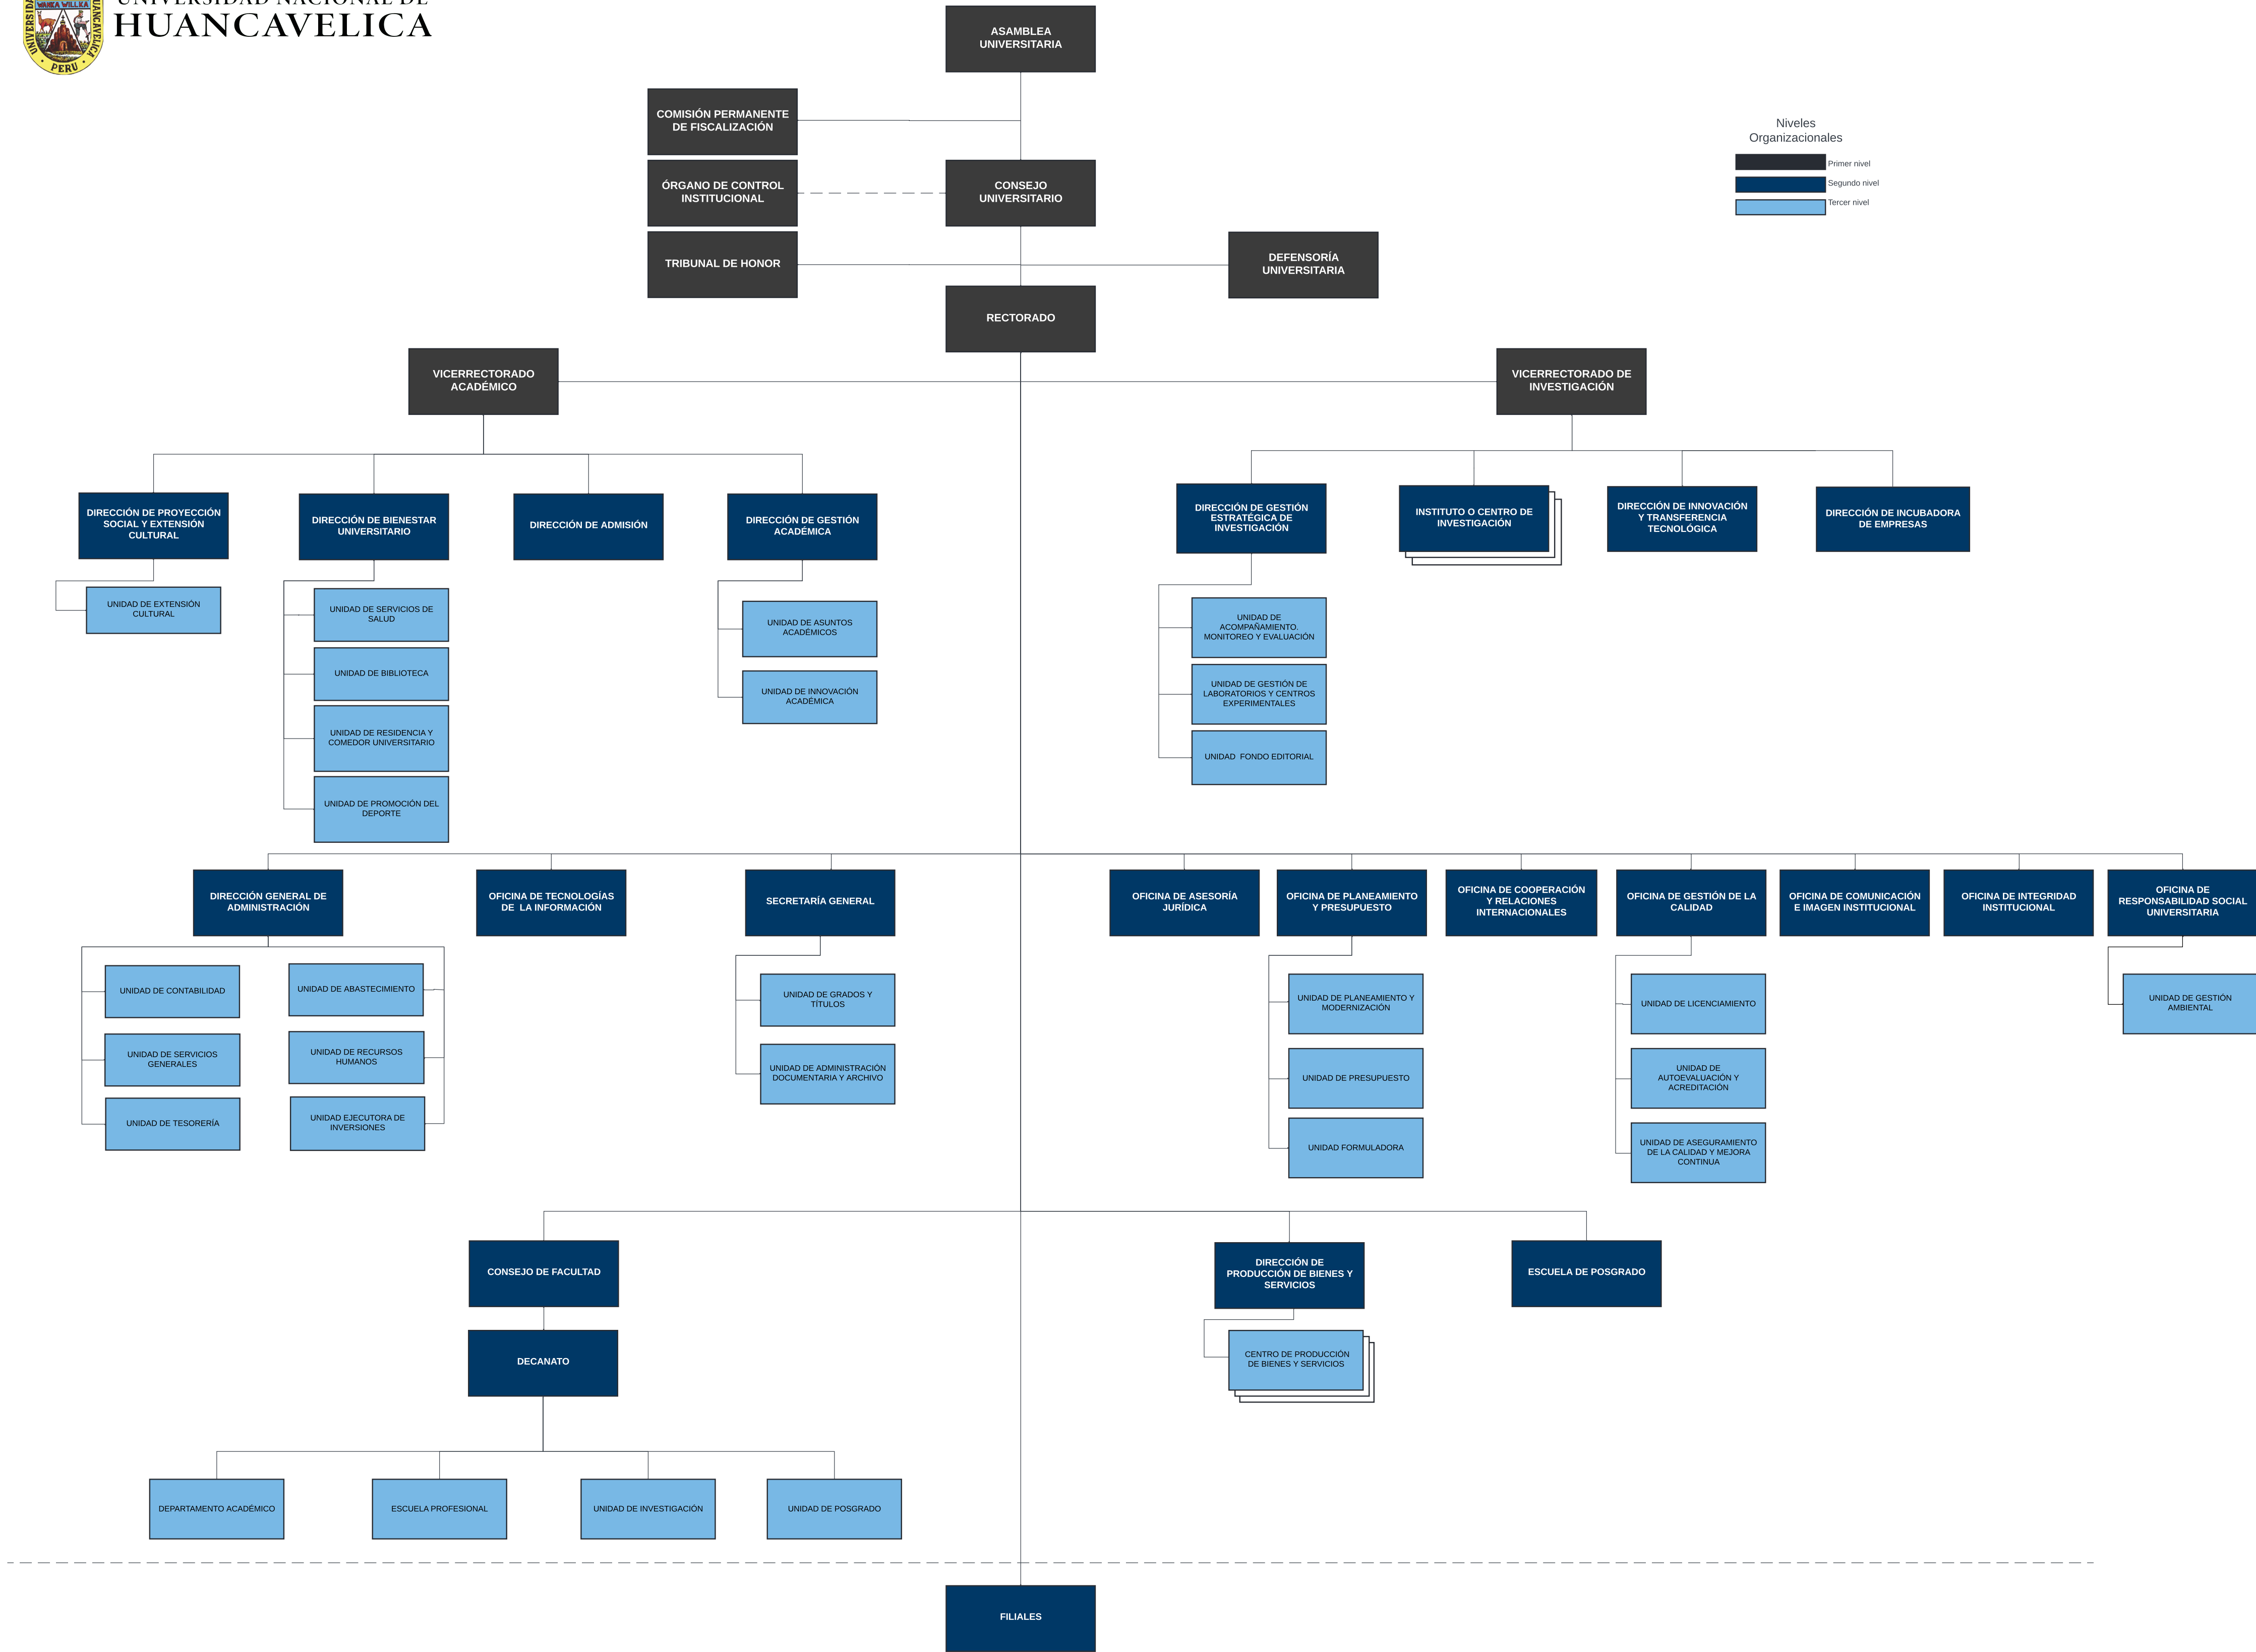 UNIVERSIDAD NACIONAL DE
HUANCAVELICA
WANKA WILLKA
UNIVERSIDAD
HUANCAVELICA
PERU
ASAMBLEA
UNIVERSITARIA
COMISIÓN PERMANENTE
DE FISCALIZACIÓN
Niveles
Organizacionales
Primer nivel
Segundo nivel
Tercer nivel
ÓRGANO DE CONTROL
INSTITUCIONAL
CONSEJO
UNIVERSITARIO
TRIBUNAL DE HONOR
DEFENSORÍA
UNIVERSITARIA
RECTORADO
VICERRECTORADO
ACADÉMICO
VICERRECTORADO DE
INVESTIGACIÓN
DIRECCIÓN DE PROYECCIÓN
SOCIAL Y EXTENSIÓN
CULTURAL
DIRECCIÓN DE BIENESTAR
UNIVERSITARIO
DIRECCIÓN DE ADMISIÓN
DIRECCIÓN DE GESTIÓN
ACADÉMICA
DIRECCIÓN DE GESTIÓN
ESTRATÉGICA DE
INVESTIGACIÓN
INSTITUTO O CENTRO DE
INVESTIGACIÓN
DIRECCIÓN DE INNOVACIÓN
Y TRANSFERENCIA
TECNOLÓGICA
DIRECCIÓN DE INCUBADORA
DE EMPRESAS
UNIDAD DE EXTENSIÓN
CULTURAL
UNIDAD DE SERVICIOS DE
SALUD
UNIDAD DE BIBLIOTECA
UNIDAD DE RESIDENCIA Y
COMEDOR UNIVERSITARIO
UNIDAD DE PROMOCIÓN DEL
DEPORTE
UNIDAD DE ASUNTOS
ACADÉMICOS
UNIDAD DE INNOVACIÓN
ACADÉMICA
UNIDAD DE
ACOMPAÑAMIENTO.
MONITOREO Y EVALUACIÓN
UNIDAD DE GESTIÓN DE
LABORATORIOS Y CENTROS
EXPERIMENTALES
UNIDAD  FONDO EDITORIAL
DIRECCIÓN GENERAL DE
ADMINISTRACIÓN
OFICINA DE TECNOLOGÍAS
DE  LA INFORMACIÓN
SECRETARÍA GENERAL
OFICINA DE ASESORÍA
JURÍDICA
OFICINA DE PLANEAMIENTO
Y PRESUPUESTO
OFICINA DE COOPERACIÓN
Y RELACIONES
INTERNACIONALES
OFICINA DE GESTIÓN DE LA
CALIDAD
OFICINA DE COMUNICACIÓN
E IMAGEN INSTITUCIONAL
OFICINA DE INTEGRIDAD
INSTITUCIONAL
OFICINA DE
RESPONSABILIDAD SOCIAL
UNIVERSITARIA
UNIDAD DE CONTABILIDAD
UNIDAD DE SERVICIOS
GENERALES
UNIDAD DE TESORERÍA
UNIDAD DE ABASTECIMIENTO
UNIDAD DE RECURSOS
HUMANOS
UNIDAD EJECUTORA DE
INVERSIONES
UNIDAD DE GRADOS Y
TÍTULOS
UNIDAD DE ADMINISTRACIÓN
DOCUMENTARIA Y ARCHIVO
UNIDAD DE PLANEAMIENTO Y
MODERNIZACIÓN
UNIDAD DE PRESUPUESTO
UNIDAD FORMULADORA
UNIDAD DE LICENCIAMIENTO
UNIDAD DE
AUTOEVALUACIÓN Y
ACREDITACIÓN
UNIDAD DE ASEGURAMIENTO
DE LA CALIDAD Y MEJORA
CONTINUA
UNIDAD DE GESTIÓN
AMBIENTAL
CONSEJO DE FACULTAD
DIRECCIÓN DE
PRODUCCIÓN DE BIENES Y
SERVICIOS
ESCUELA DE POSGRADO
DECANATO
CENTRO DE PRODUCCIÓN
DE BIENES Y SERVICIOS
DEPARTAMENTO ACADÉMICO
ESCUELA PROFESIONAL
UNIDAD DE INVESTIGACIÓN
UNIDAD DE POSGRADO
FILIALES